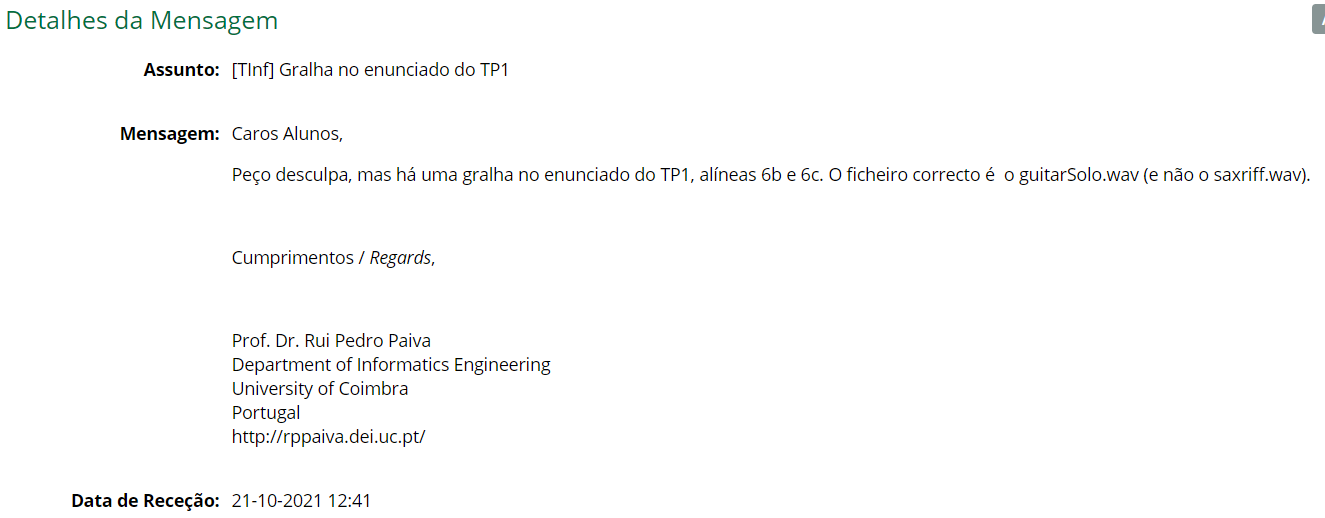 Detalhes da Mensagem
Assunto: [TInf] Gralha no enunciado do TP1
Mensagem: Caros Alunos,
Peço desculpa, mas há uma gralha no enunciado do TP1, alíneas 6b e 6c. O ficheiro correcto é  o guitarSolo.wav (e não o saxriff.wav).
Cumprimentos / Regards,
Prof. Dr. Rui Pedro Paiva
Department of Informatics Engineering
University of Coimbra
Portugal
http://rppaiva.dei.uc.pt/
Data de Receção: 21-10-2021 12:41